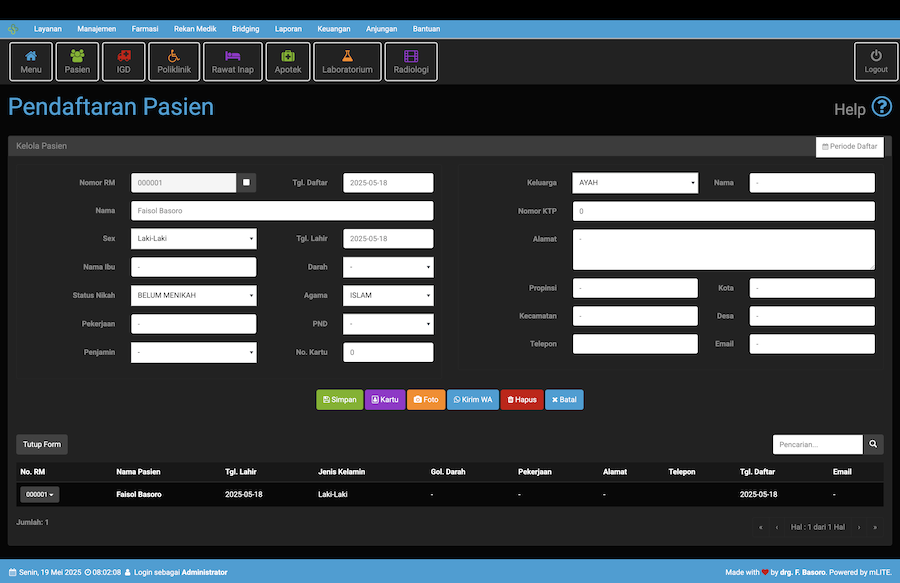 Layanan Manajemen Farmasi Rekan Medik Bridging Laporan Keuangan Anjungan Bantuan
Menu Pasien IGD Poliklinik Rawat Inap Apotek Laboratorium Radiologi Logout
Pendaftaran Pasien
Help ?
Kelola Pasien Periode Daftar
Nomor RM 000001 Tgl. Daftar 2025-05-18
Nama Faisol Basoro
Sex Laki-Laki Tgl. Lahir 2025-05-18
Nama Ibu - Darah -
Status Nikah BELUM MENIKAH Agama ISLAM
Pekerjaan - PND -
Penjamin - No. Kartu 0
Keluarga AYAH Nama -
Nomor KTP 0
Alamat -
Propinsi - Kota -
Kecamatan - Desa -
Telepon Email -
Simpan Kartu Foto Kirim WA Hapus Batal
Tutup Form Pencarian...
No. RM Nama Pasien Tgl. Lahir Jenis Kelamin Gol. Darah Pekerjaan Alamat Telepon Tgl. Daftar Email
000001 Faisol Basoro 2025-05-18 Laki-Laki - - - 2025-05-18 -
Jumlah: 1 « ‹ Hal : 1 dari 1 Hal › »
Senin, 19 Mei 2025 08:02:08 Login sebagai Administrator Made with ❤ by drg. F. Basoro. Powered by mLITE.